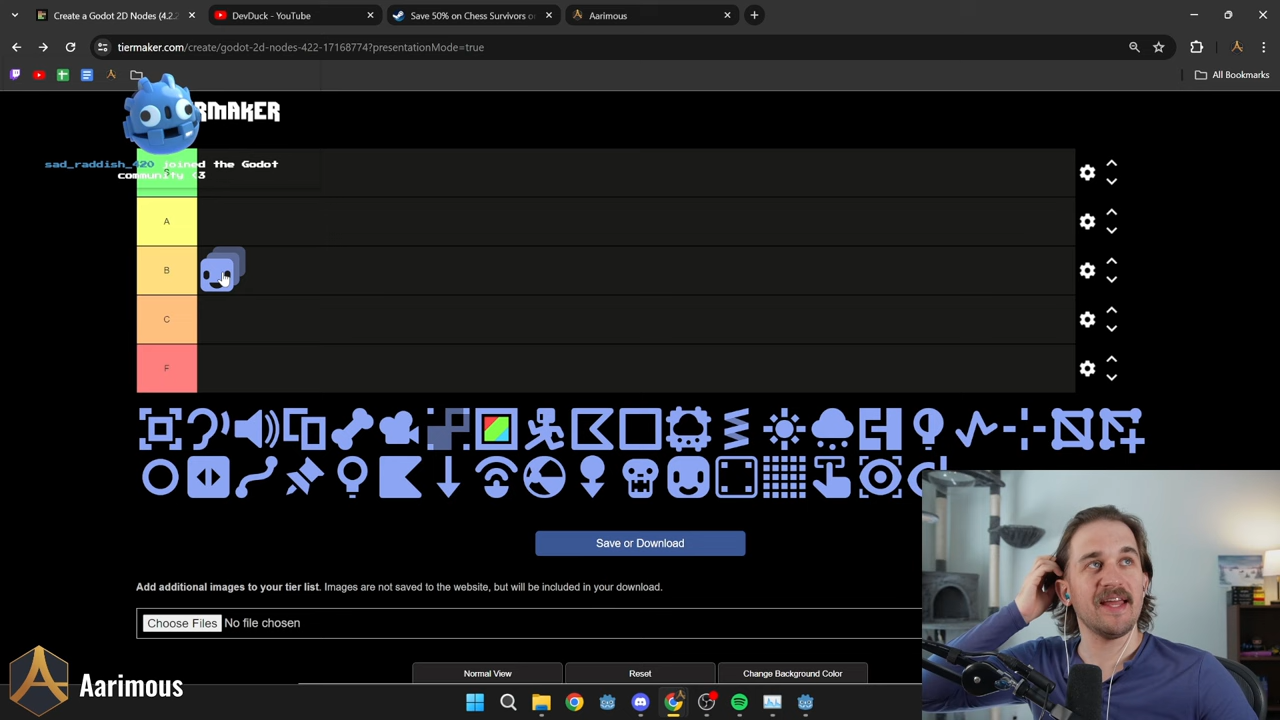 Create a Godot 2D Nodes (4.2.2
DevDuck - YouTube
Save 50% on Chess Survivors o
Aarimous
tiermaker.com/create/godot-2d-nodes-422-17168774?presentationMode=true
All Bookmarks
RMAKER
sad_raddish_420 joined the Godot
community <3
A
B
C
F
Save or Download
Add additional images to your tier list. Images are not saved to the website, but will be included in your download.
Choose Files No file chosen
Normal View
Reset
Change Background Color
Aarimous